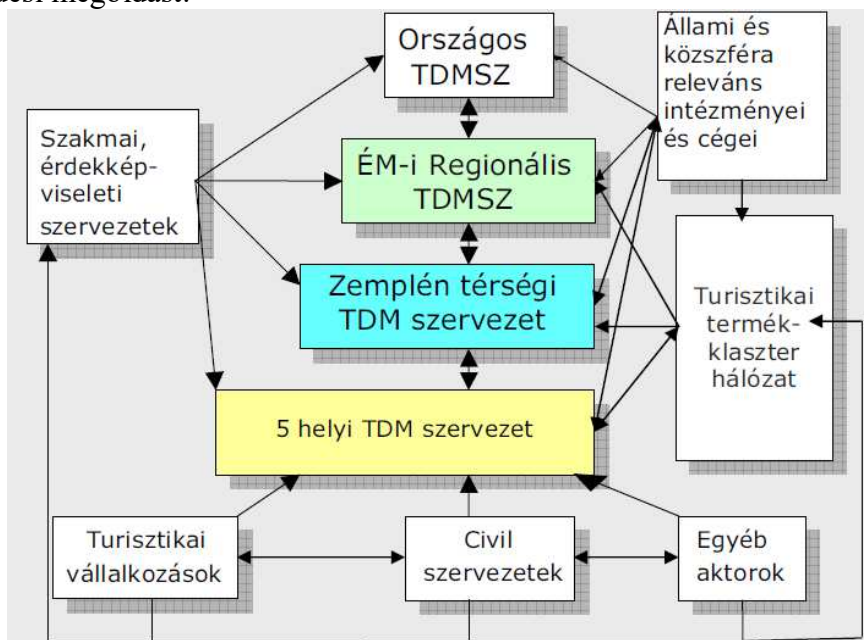 Országos
TDMSZ
Állami és
közszféra
releváns
intézményei
és cégei
Szakmai,
érdekkép-
viseleti
szervezetek
ÉM-i Regionális
TDMSZ
Zemplén térségi
TDM szervezet
Turisztikai
termék-
klaszter
hálózat
5 helyi TDM szervezet
Turisztikai
vállalkozások
Civil
szervezetek
Egyéb
aktorok